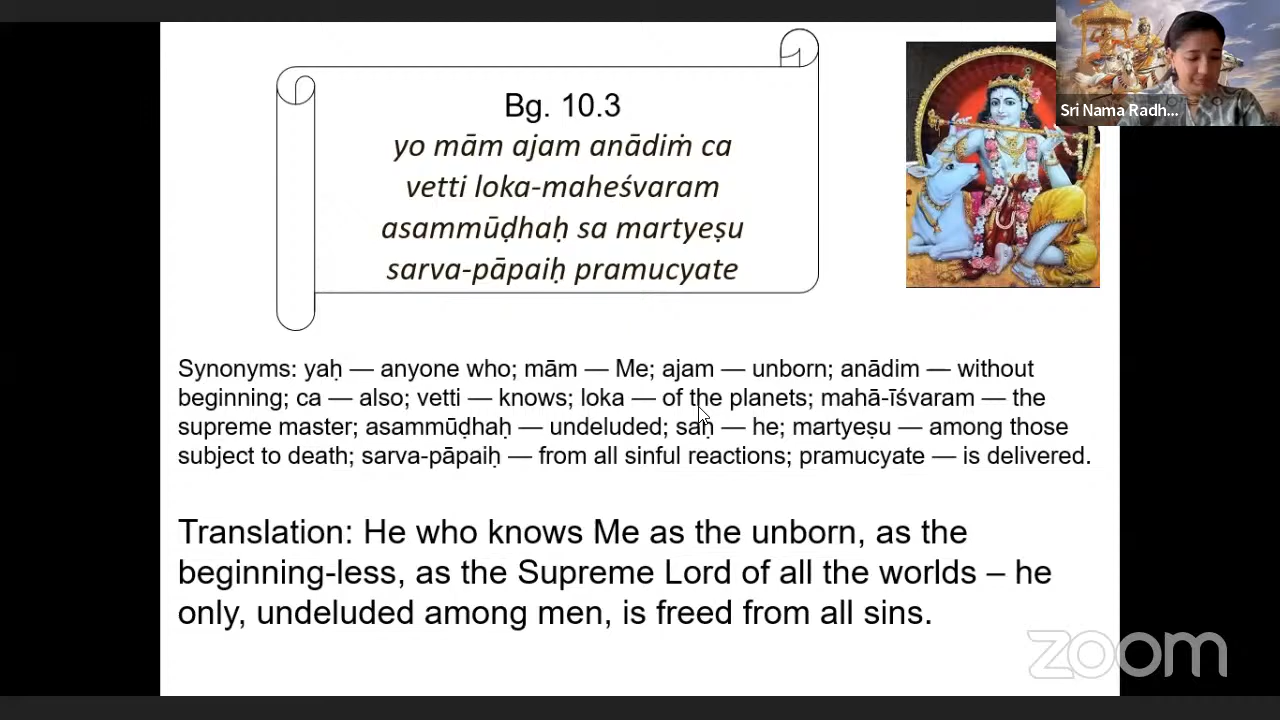 Bg. 10.3
yo mām ajam anādiṁ ca
vetti loka-maheśvaram
asammūḍhaḥ sa martyeṣu
sarva-pāpaiḥ pramucyate
Sri Nama Radh...
Synonyms: yaḥ — anyone who; mām — Me; ajam — unborn; anādim — without
beginning; ca — also; vetti — knows; loka — of the planets; mahā-īśvaram — the
supreme master; asammūḍhaḥ — undeluded; saḥ — he; martyeṣu — among those
subject to death; sarva-pāpaiḥ — from all sinful reactions; pramucyate — is delivered.
Translation: He who knows Me as the unborn, as the
beginning-less, as the Supreme Lord of all the worlds – he
only, undeluded among men, is freed from all sins.
zoom